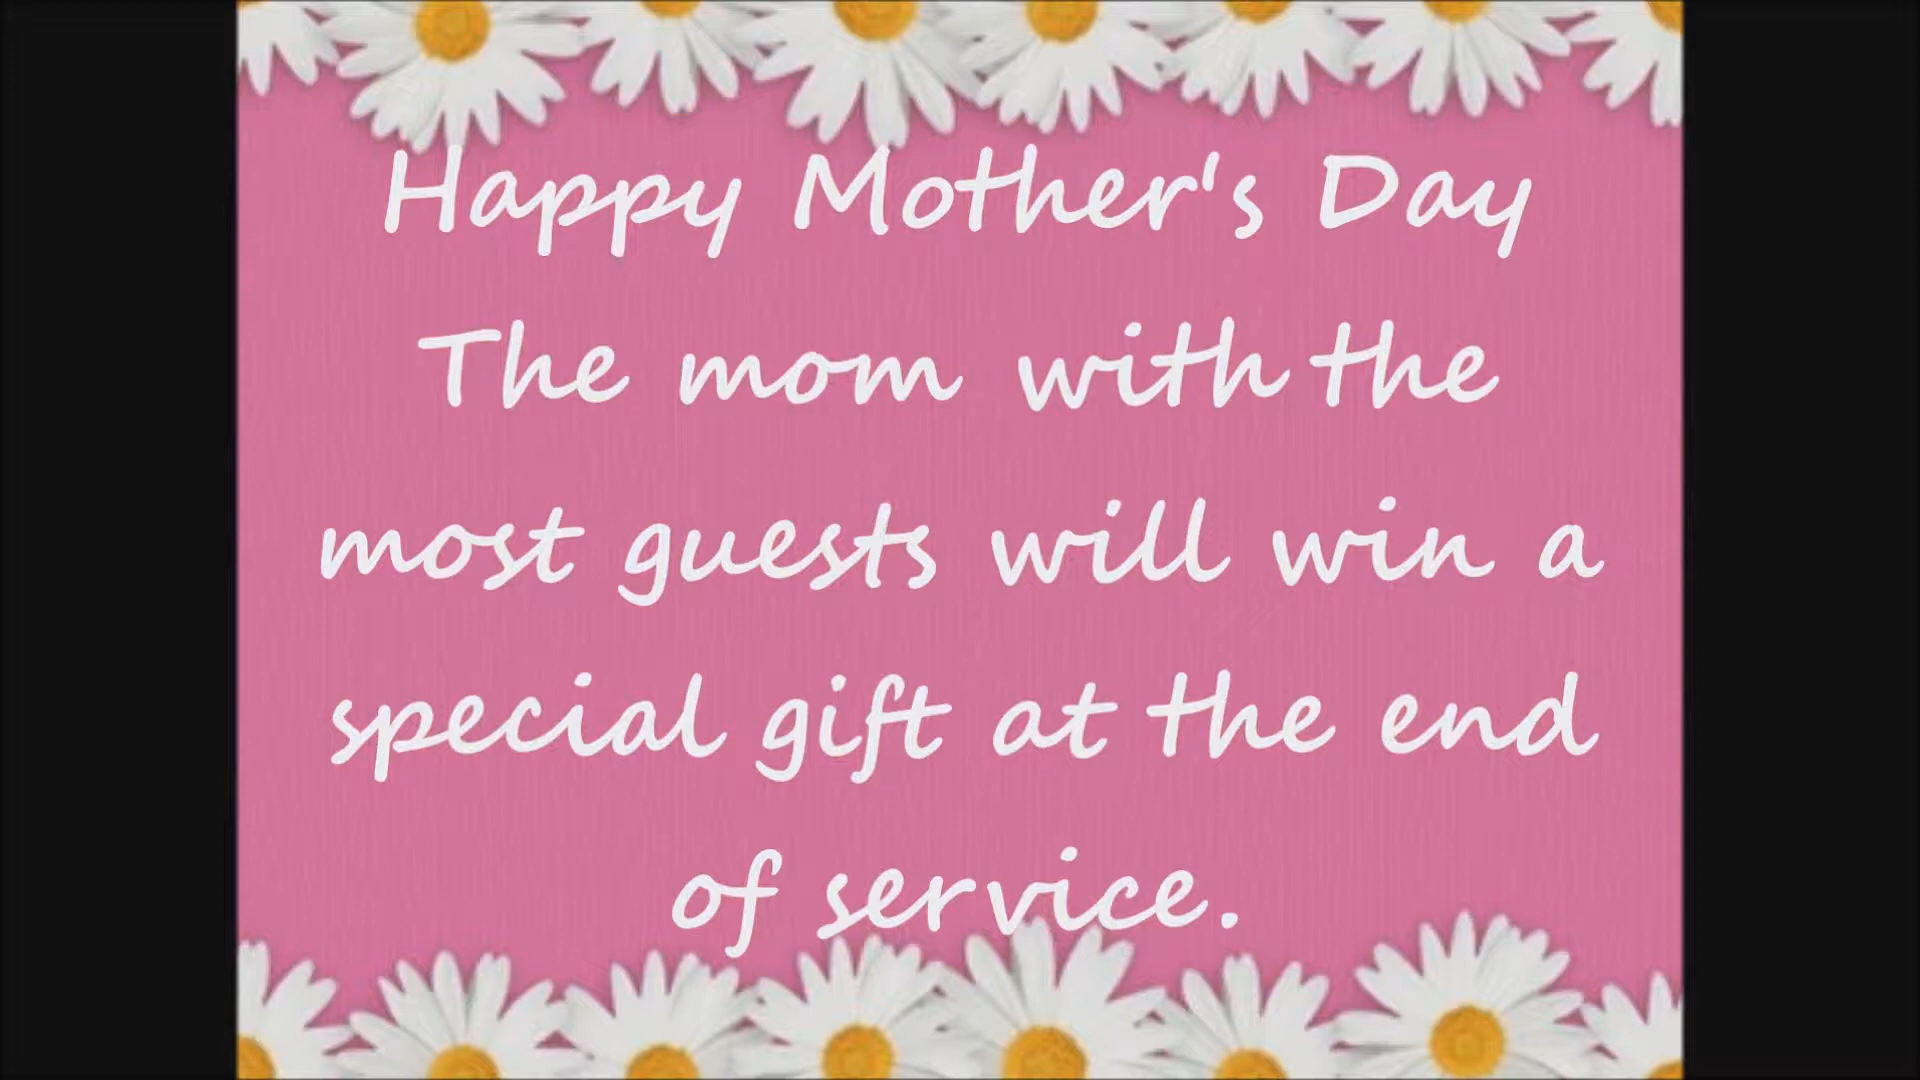 Happy Mother's Day
The mom with the
most guests will win a
special gift at the end
of service.